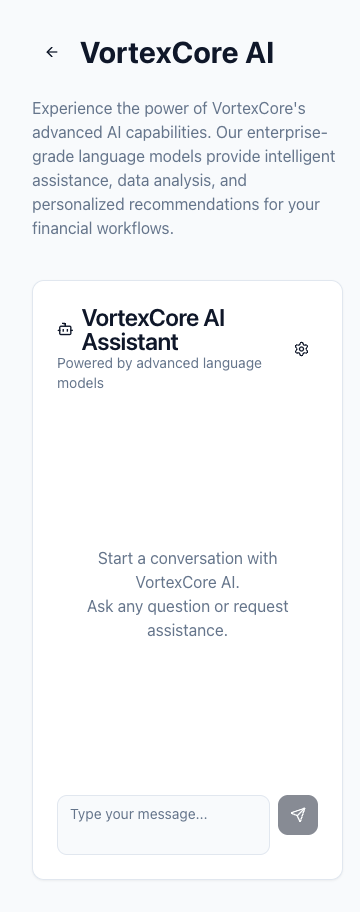 VortexCore AI
Experience the power of VortexCore's
advanced AI capabilities. Our enterprise-
grade language models provide intelligent
assistance, data analysis, and
personalized recommendations for your
financial workflows.
VortexCore AI
Assistant
Powered by advanced language
models
Start a conversation with
VortexCore AI.
Ask any question or request
assistance.
Type your message...